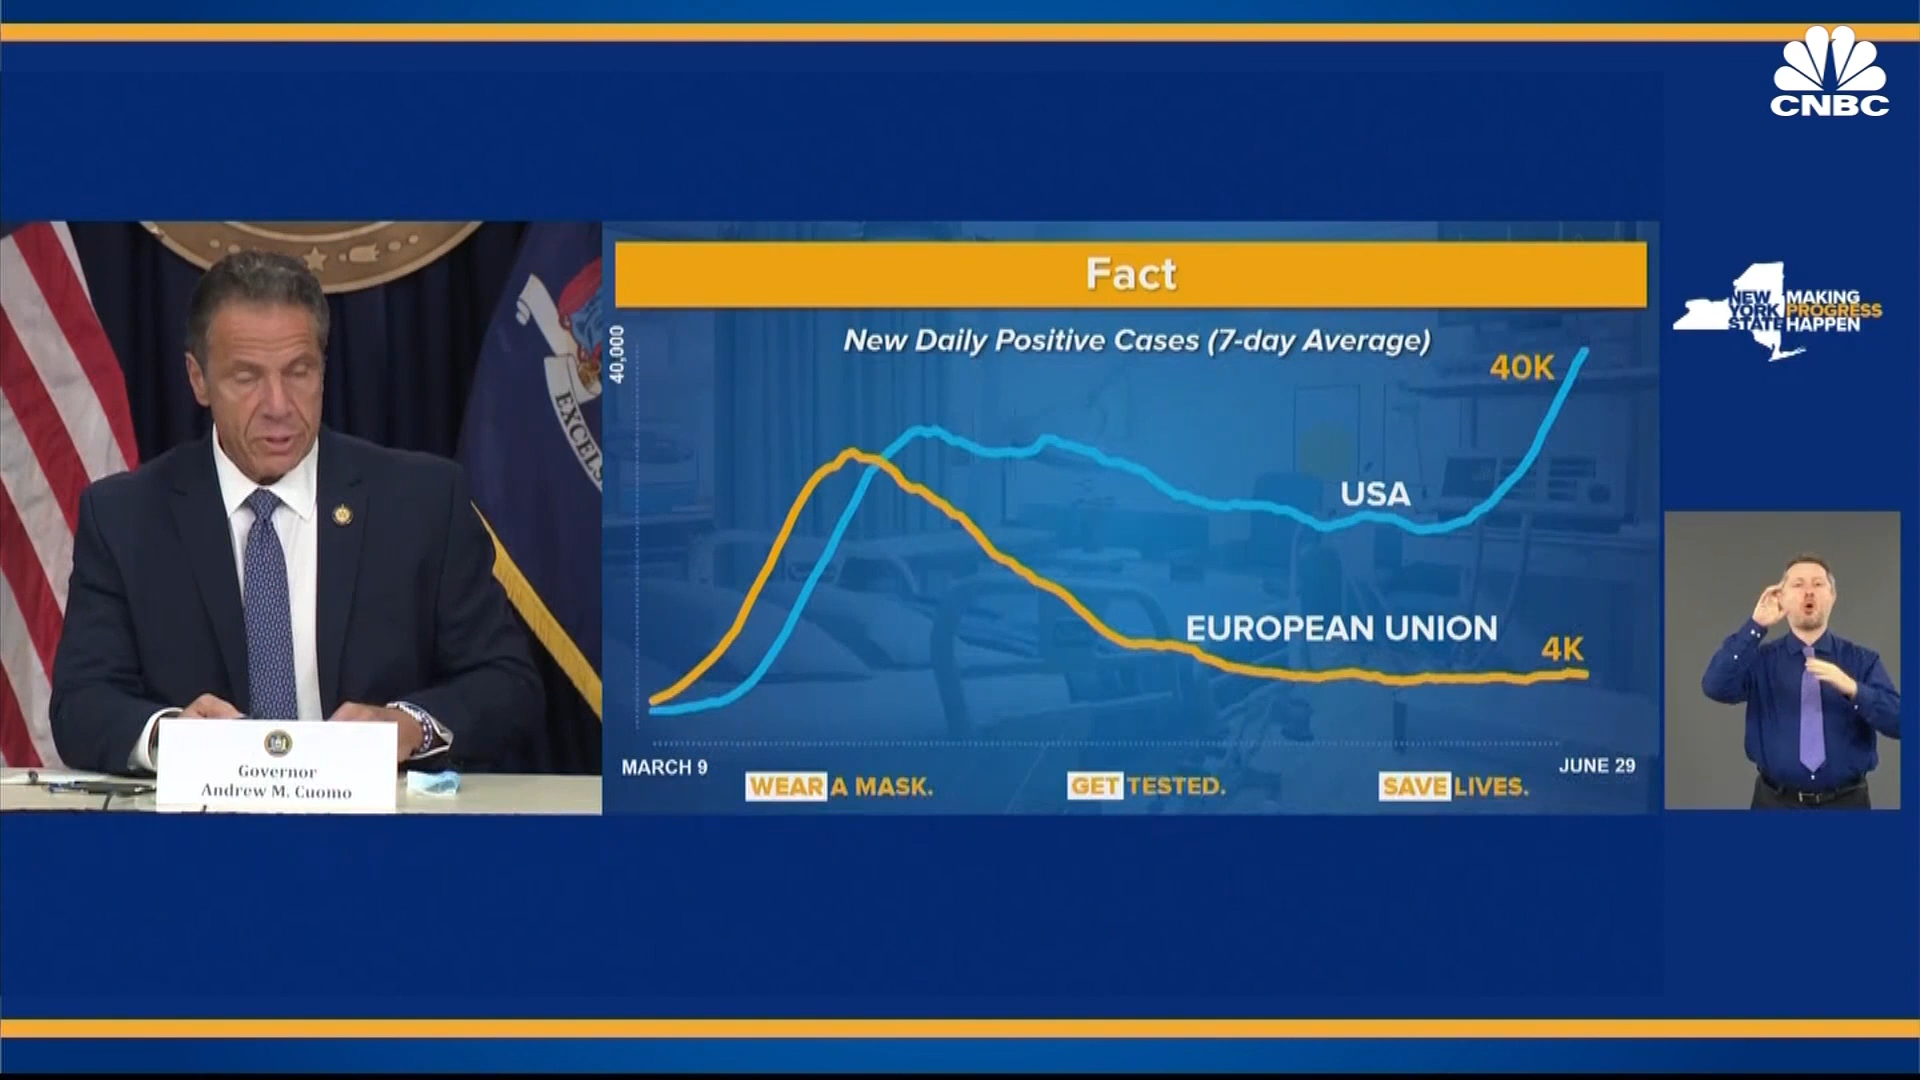 CNBC
Fact
New Daily Positive Cases (7-day Average)
40,000
40K
USA
EUROPEAN UNION
4K
MARCH 9
JUNE 29
WEAR A MASK.
GET TESTED.
SAVE LIVES.
Governor
Andrew M. Cuomo
EXCELS
NEW
YORK
STATE
MAKING
PROGRESS
HAPPEN